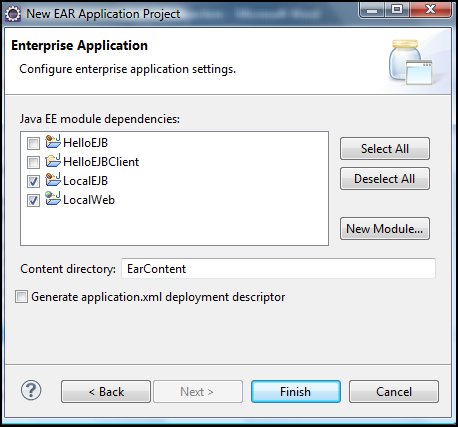 New EAR Application Project
Enterprise Application
Configure enterprise application settings.
Java EE module dependencies:
HelloEJB
HelloEJBClient
LocalEJB
LocalWeb
Select All
Deselect All
New Module...
Content directory: EarContent
Generate application.xml deployment descriptor
? < Back Next > Finish Cancel